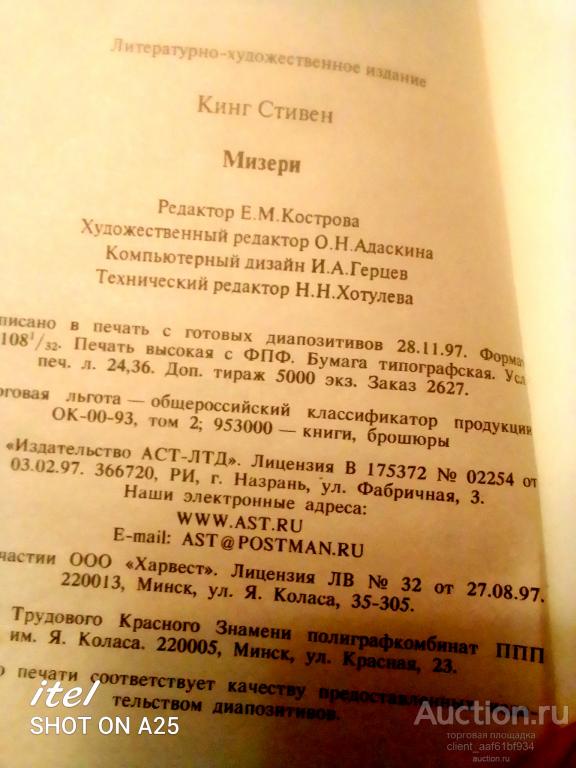 Литературно-художественное издание
Кинг Стивен
Мизери
Редактор Е.М.Кострова
Художественный редактор О.Н.Адаскина
Компьютерный дизайн И.А.Герцев
Технический редактор Н.Н.Хотулева
писано в печать с готовых диапозитивов 28.11.97. Формат
108¹/₃₂. Печать высокая с ФПФ. Бумага типографская. Усл.
печ. л. 24,36. Доп. тираж 5000 экз. Заказ 2627.
оговая льгота — общероссийский классификатор продукции
ОК-00-93, том 2; 953000 — книги, брошюры
«Издательство АСТ-ЛТД». Лицензия В 175372 № 02254 от
03.02.97. 366720, РИ, г. Назрань, ул. Фабричная, 3.
Наши электронные адреса:
WWW.AST.RU
E-mail: AST@POSTMAN.RU
частии ООО «Харвест». Лицензия ЛВ № 32 от 27.08.97.
220013, Минск, ул. Я. Коласа, 35-305.
Трудового Красного Знамени полиграфкомбинат ППП
им. Я. Коласа. 220005, Минск, ул. Красная, 23.
о печати соответствует качеству предоставленных
тельством диапозитивов.
itel
SHOT ON A25
Auction.ru
торговая площадка
client_aaf61bf934
auction.ru